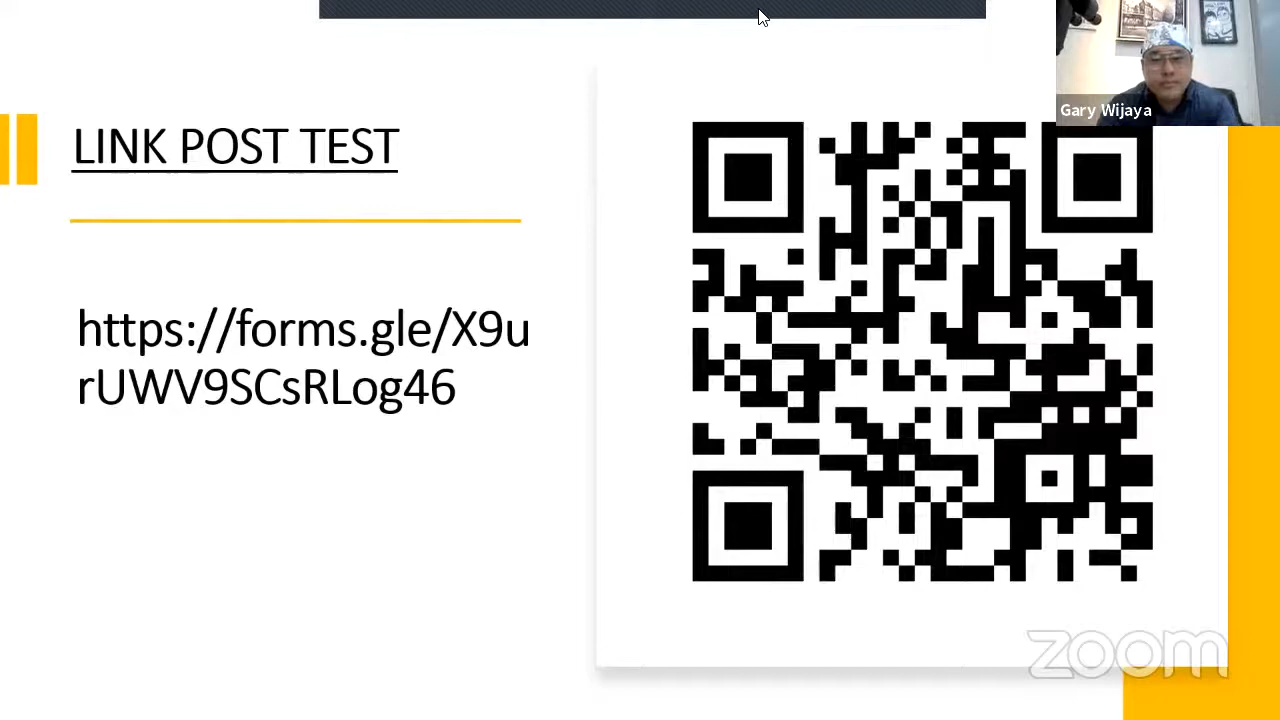 Gary Wijaya
LINK POST TEST
https://forms.gle/X9u
rUWV9SCsRLog46
zoom